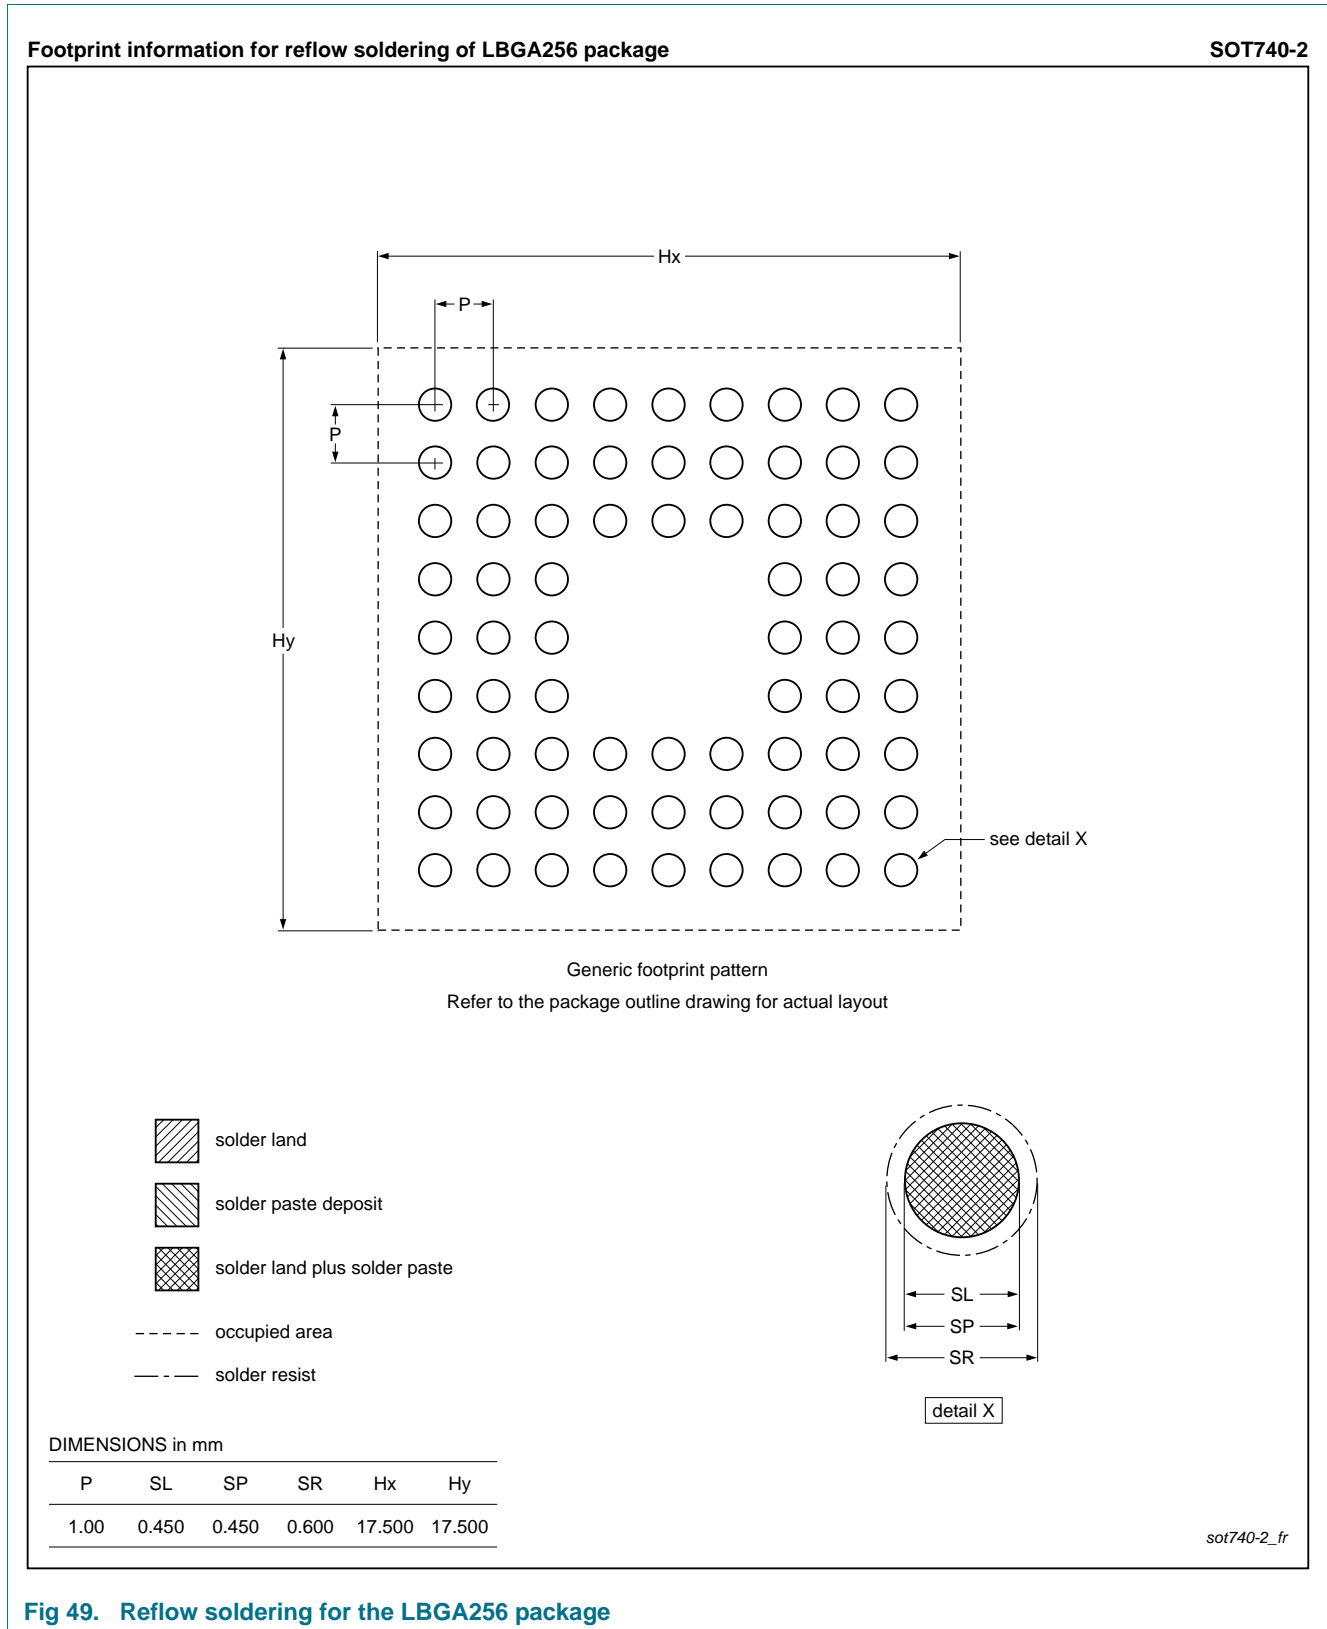 Footprint information for reflow soldering of LBGA256 package SOT740-2
Hx
P
P
Hy
see detail X
Generic footprint pattern
Refer to the package outline drawing for actual layout
solder land
solder paste deposit
solder land plus solder paste
occupied area
solder resist
SL
SP
SR
detail X
DIMENSIONS in mm
P SL SP SR Hx Hy
1.00 0.450 0.450 0.600 17.500 17.500
sot740-2_fr
Fig 49. Reflow soldering for the LBGA256 package